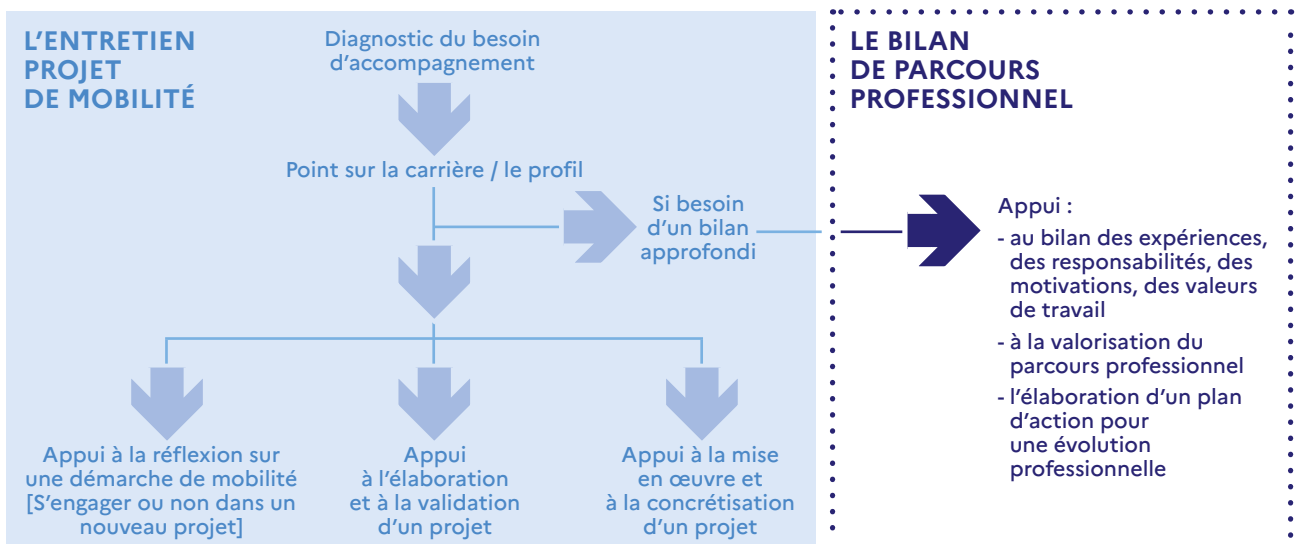 L’ENTRETIEN
PROJET
DE MOBILITÉ
Diagnostic du besoin
d’accompagnement
Point sur la carrière / le profil
Si besoin
d’un bilan
approfondi
Appui à la réflexion sur
une démarche de mobilité
[S’engager ou non dans un
nouveau projet]
Appui
à l’élaboration
et à la validation
d’un projet
Appui à la mise
en œuvre et
à la concrétisation
d’un projet
LE BILAN
DE PARCOURS
PROFESSIONNEL
Appui :
- au bilan des expériences,
des responsabilités, des
motivations, des valeurs
de travail
- à la valorisation du
parcours professionnel
- l’élaboration d’un plan
d’action pour
une évolution
professionnelle